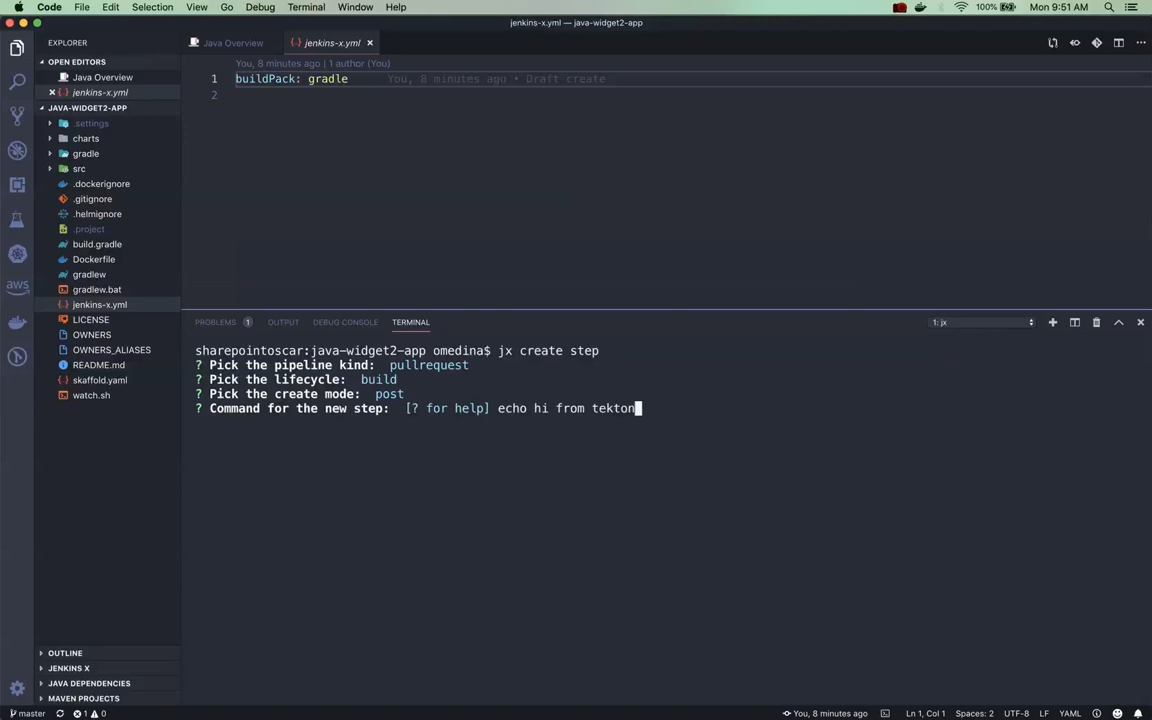 Code File Edit Selection View Go Debug Terminal Window Help 100% Mon 9:51 AM
jenkins-x.yml — java-widget2-app
EXPLORER
Java Overview
jenkins-x.yml
OPEN EDITORS
Java Overview
jenkins-x.yml
JAVA-WIDGET2-APP
.settings
charts
gradle
src
.dockerignore
.gitignore
.helmignore
.project
build.gradle
Dockerfile
gradlew
gradlew.bat
jenkins-x.yml
LICENSE
OWNERS
OWNERS_ALIASES
README.md
skaffold.yaml
watch.sh
OUTLINE
JENKINS X
JAVA DEPENDENCIES
MAVEN PROJECTS
aws
You, 8 minutes ago | 1 author (You)
1 buildPack: gradle You, 8 minutes ago • Draft create
2
PROBLEMS 1 OUTPUT DEBUG CONSOLE TERMINAL 1: jx
sharepointoscar:java-widget2-app omedina$ jx create step
? Pick the pipeline kind: pullrequest
? Pick the lifecycle: build
? Pick the create mode: post
? Command for the new step: [? for help] echo hi from tekton
master 1 0 You, 8 minutes ago Ln 1, Col 1 Spaces: 2 UTF-8 LF YAML